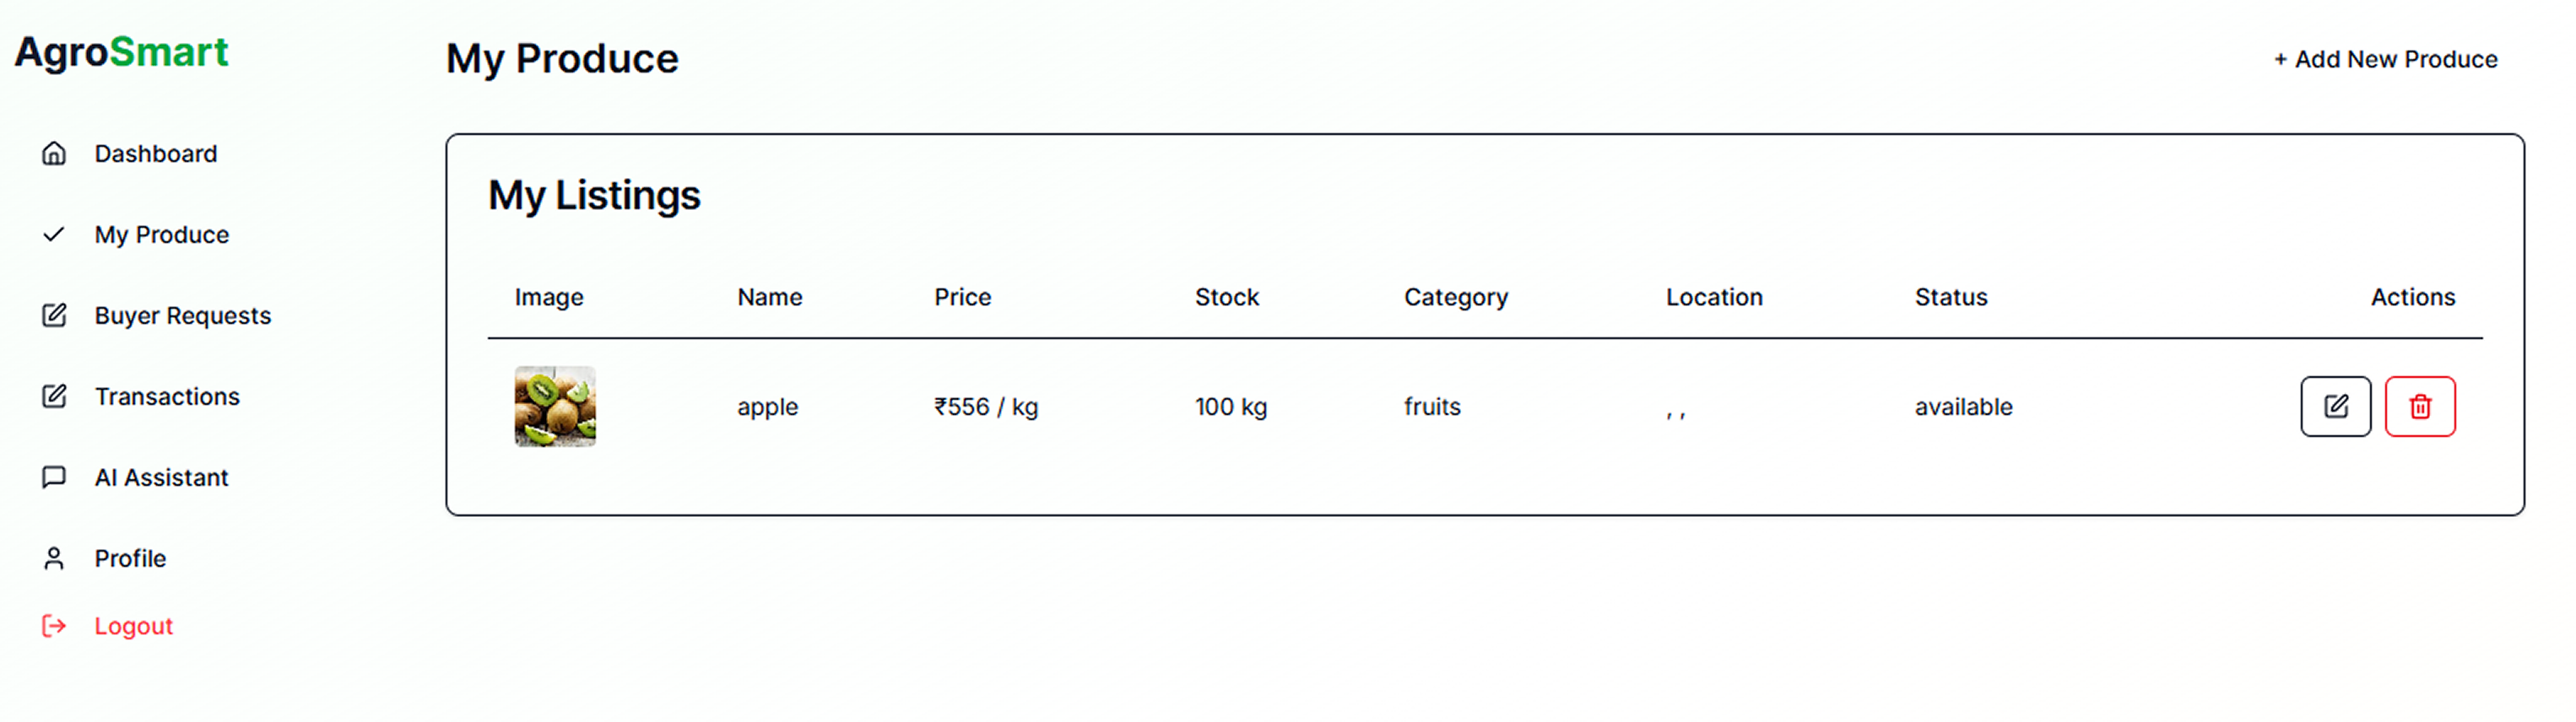 AgroSmart
Dashboard
My Produce
Buyer Requests
Transactions
AI Assistant
Profile
Logout
My Produce
+ Add New Produce
My Listings
Image Name Price Stock Category Location Status Actions
apple ₹556 / kg 100 kg fruits , , available